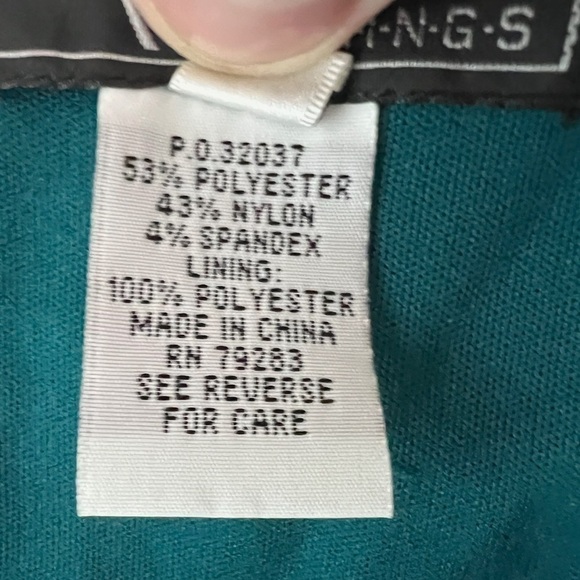 M·N·G·S
P.O.32037
53% POLYESTER
43% NYLON
4% SPANDEX
LINING:
100% POLYESTER
MADE IN CHINA
RN 79283
SEE REVERSE
FOR CARE